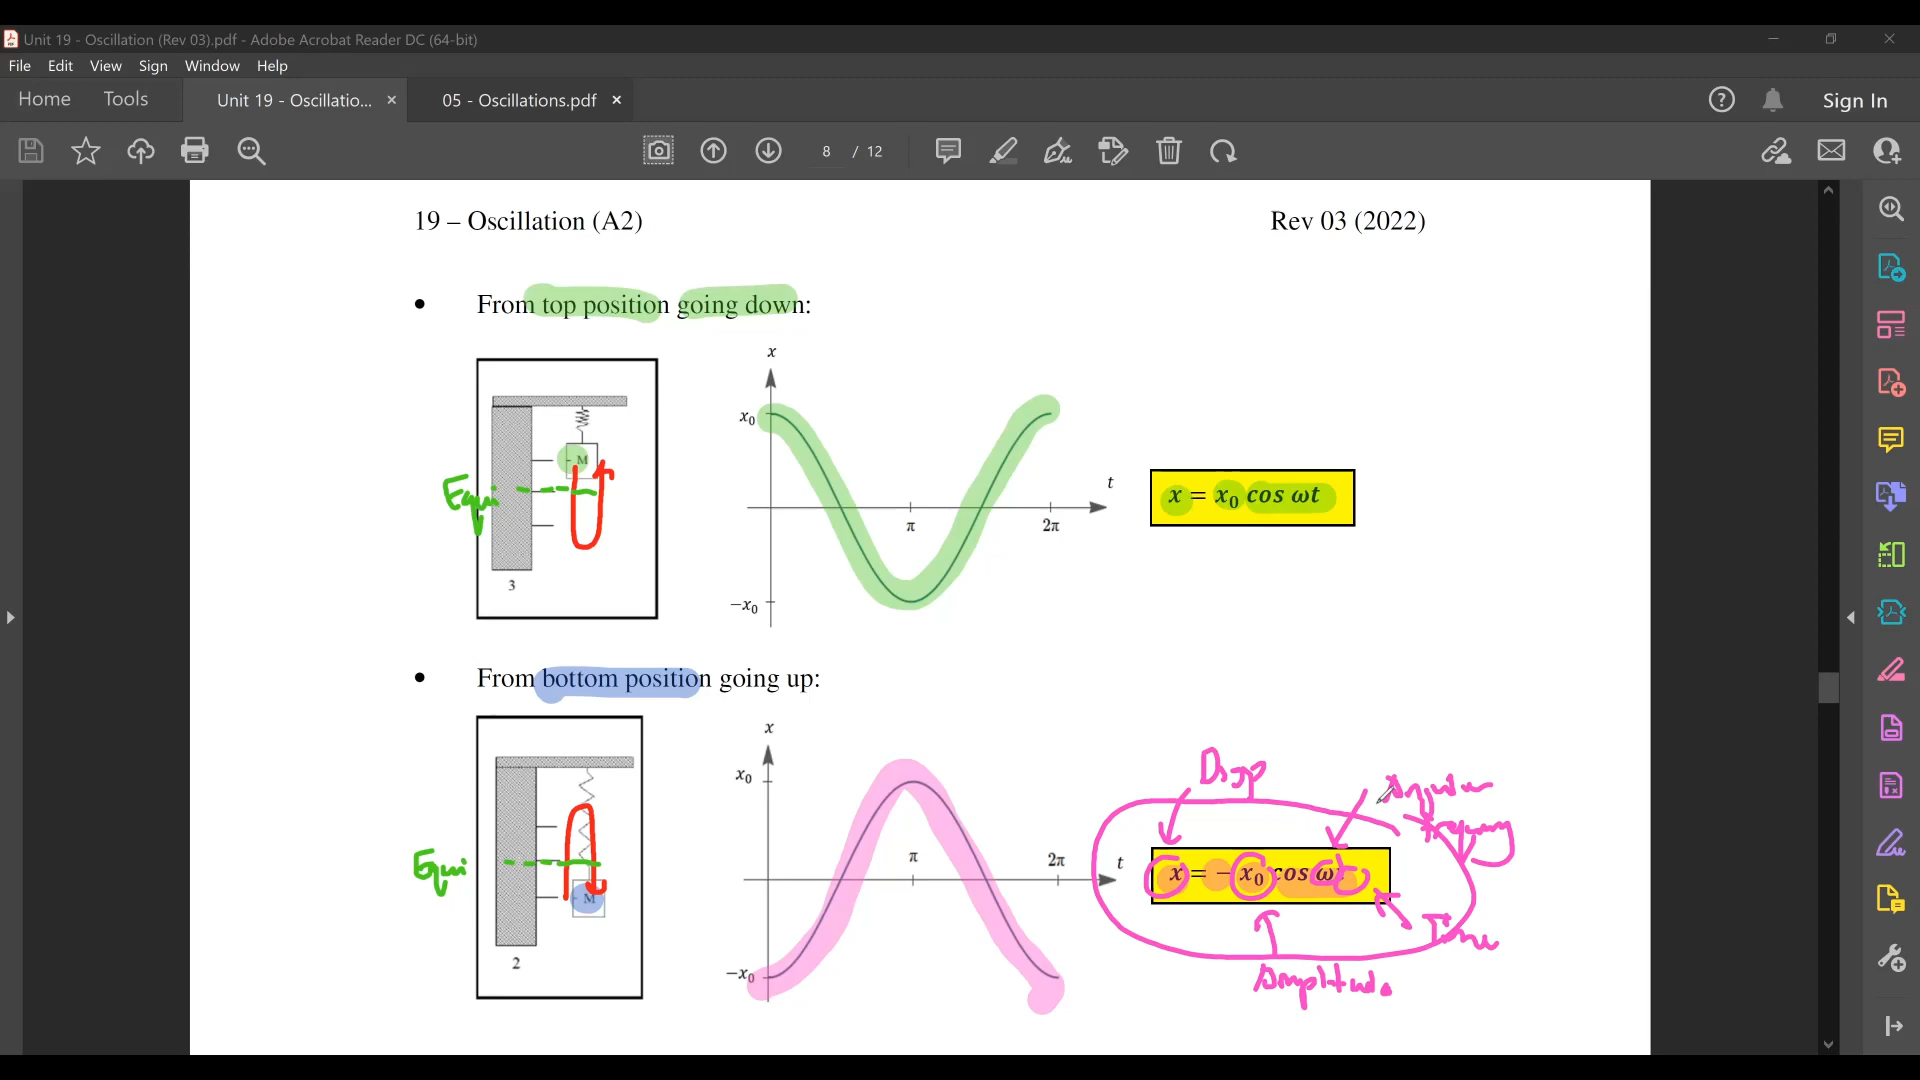 Unit 19 - Oscillation (Rev 03).pdf - Adobe Acrobat Reader DC (64-bit)
File Edit View Sign Window Help
Home Tools Unit 19 - Oscillatio... × 05 - Oscillations.pdf × Sign In
8 / 12
19 – Oscillation (A2) Rev 03 (2022)
• From top position going down:
x
x₀
M
t
Equi
x = x₀ cos ωt
π 2π
3
−x₀
• From bottom position going up:
x
Disp
x₀
Angular
frequency
π 2π t
Equi
x = − x₀ cos ωt
M
Time
2
−x₀
Amplitude